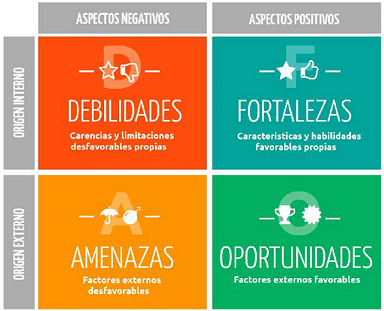 ASPECTOS NEGATIVOS
ASPECTOS POSITIVOS
ORIGEN INTERNO
D
DEBILIDADES
Carencias y limitaciones
desfavorables propias
F
FORTALEZAS
Características y habilidades
favorables propias
ORIGEN EXTERNO
A
AMENAZAS
Factores externos
desfavorables
O
OPORTUNIDADES
Factores externos favorables